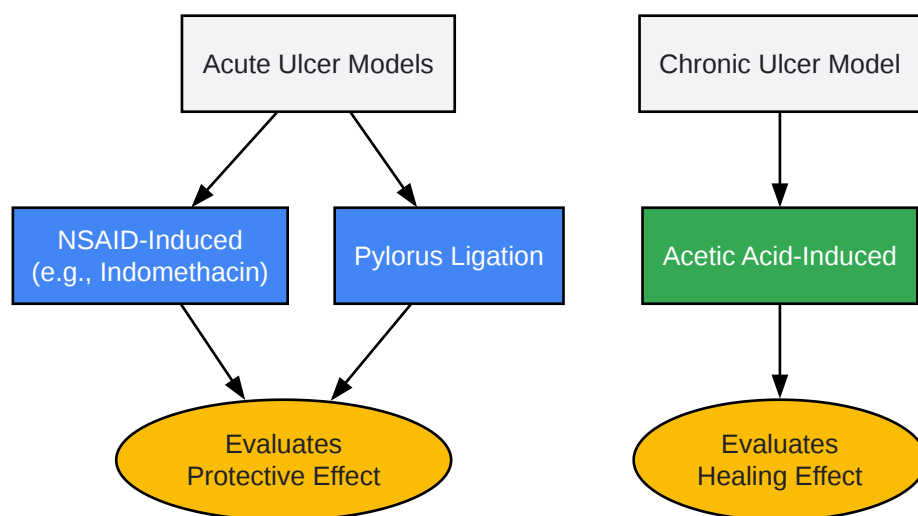 Acute Ulcer Models
Chronic Ulcer Model
NSAID-Induced
(e.g., Indomethacin)
Pylorus Ligation
Acetic Acid-Induced
Evaluates
Protective Effect
Evaluates
Healing Effect